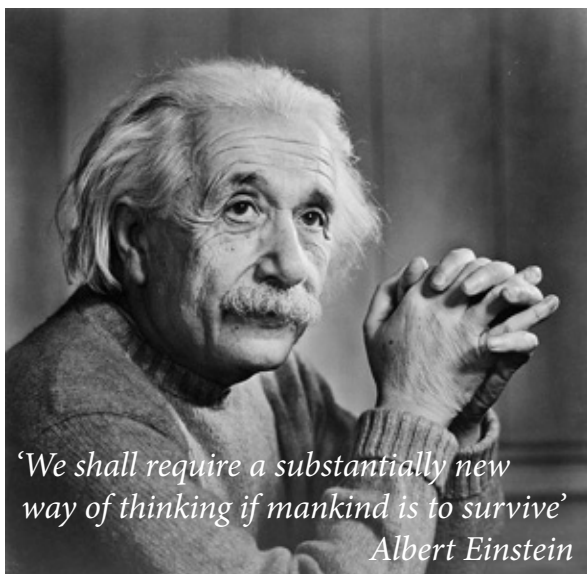 ‘We shall require a substantially new
way of thinking if mankind is to survive’
Albert Einstein